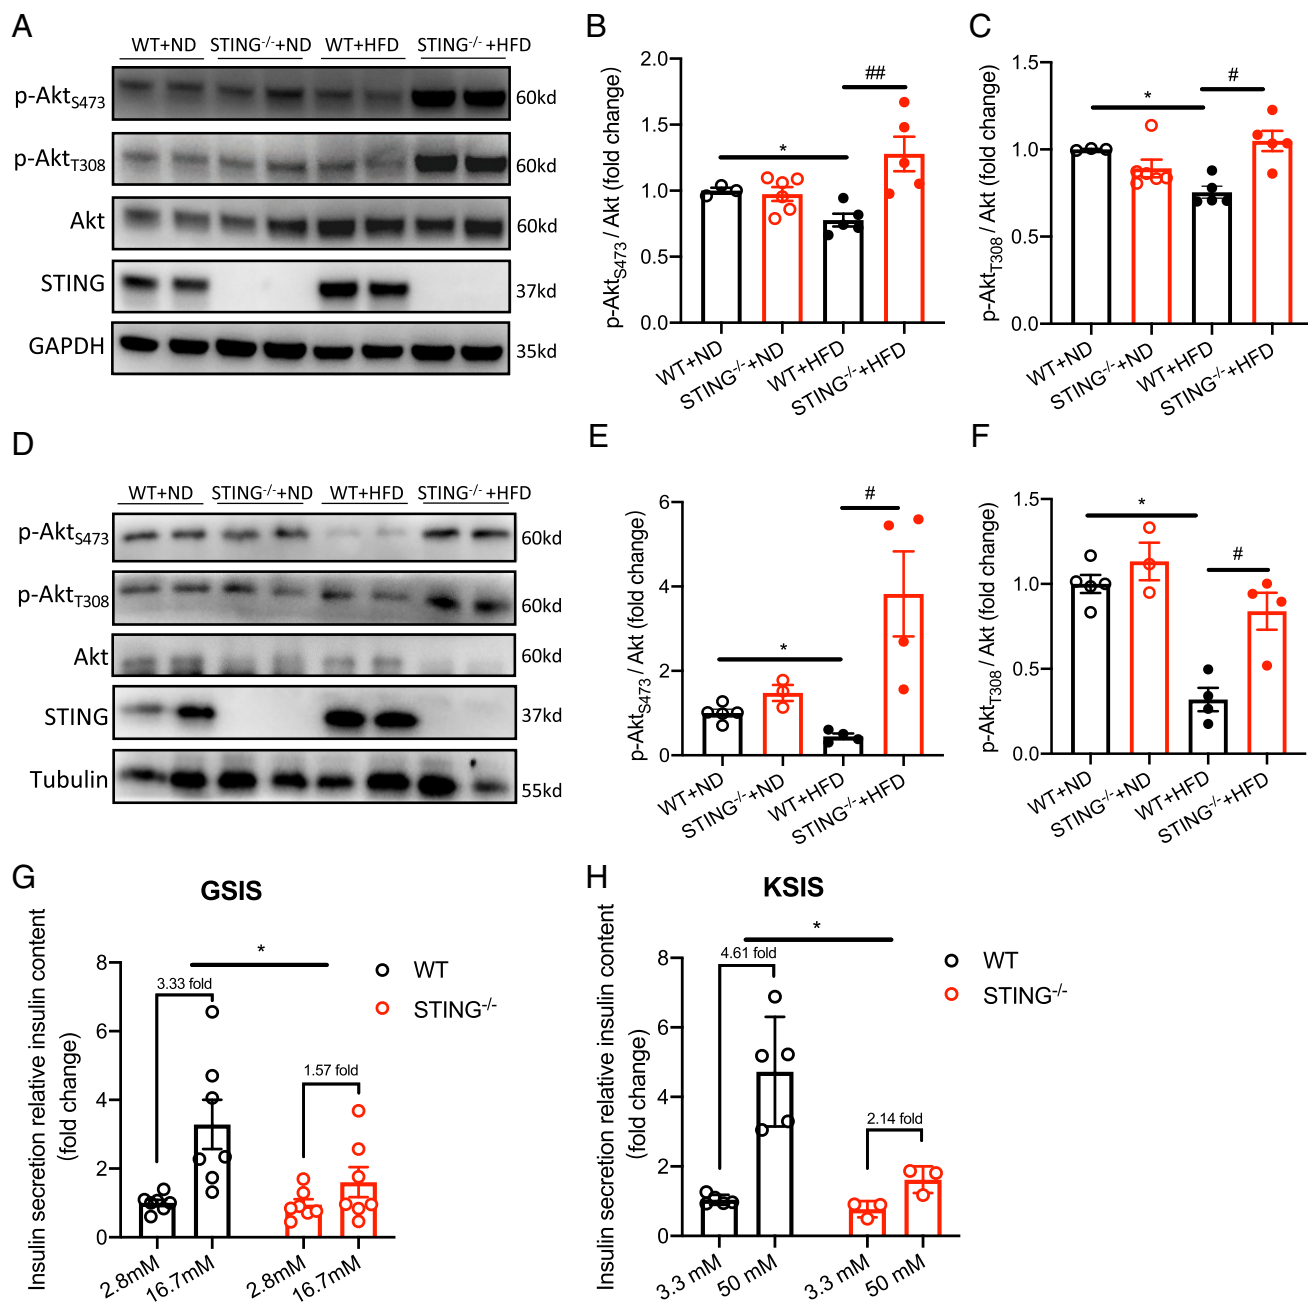 A
WT+ND STING-/-+ND WT+HFD STING-/-+HFD
p-AktS473 60kd
p-AktT308 60kd
Akt 60kd
STING 37kd
GAPDH 35kd
B
p-AktS473 / Akt (fold change)
2.0
1.5
1.0
0.5
0.0
*
##
WT+ND
STING-/-+ND
WT+HFD
STING-/-+HFD
C
p-AktT308 / Akt (fold change)
1.5
1.0
0.5
0.0
*
#
WT+ND
STING-/-+ND
WT+HFD
STING-/-+HFD
D
WT+ND STING-/-+ND WT+HFD STING-/-+HFD
p-AktS473 60kd
p-AktT308 60kd
Akt 60kd
STING 37kd
Tubulin 55kd
E
p-AktS473 / Akt (fold change)
6
4
2
0
*
#
WT+ND
STING-/-+ND
WT+HFD
STING-/-+HFD
F
p-AktT308 / Akt (fold change)
1.5
1.0
0.5
0.0
*
#
WT+ND
STING-/-+ND
WT+HFD
STING-/-+HFD
G
GSIS
Insulin secretion relative insulin content
(fold change)
8
6
4
2
0
*
3.33 fold
1.57 fold
2.8mM
16.7mM
2.8mM
16.7mM
WT
STING-/-
H
KSIS
Insulin secretion relative insulin content
(fold change)
8
6
4
2
0
*
4.61 fold
2.14 fold
3.3 mM
50 mM
3.3 mM
50 mM
WT
STING-/-